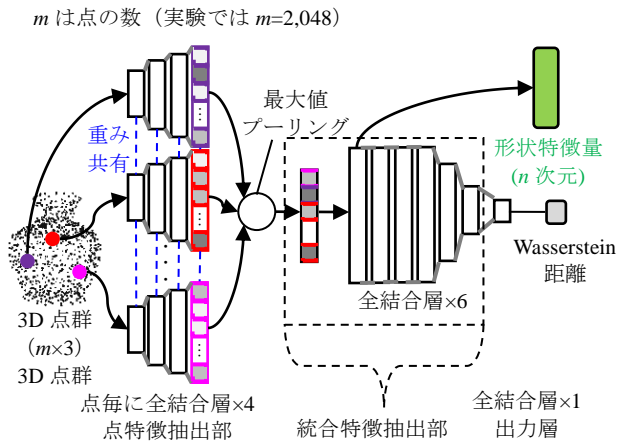 m は点の数（実験では m=2,048）
最大値
プーリング
重み
共有
形状特徴量
(n 次元)
Wasserstein
距離
全結合層×6
3D 点群
（m×3）
3D 点群
点毎に全結合層×4
点特徴抽出部
統合特徴抽出部
全結合層×1
出力層